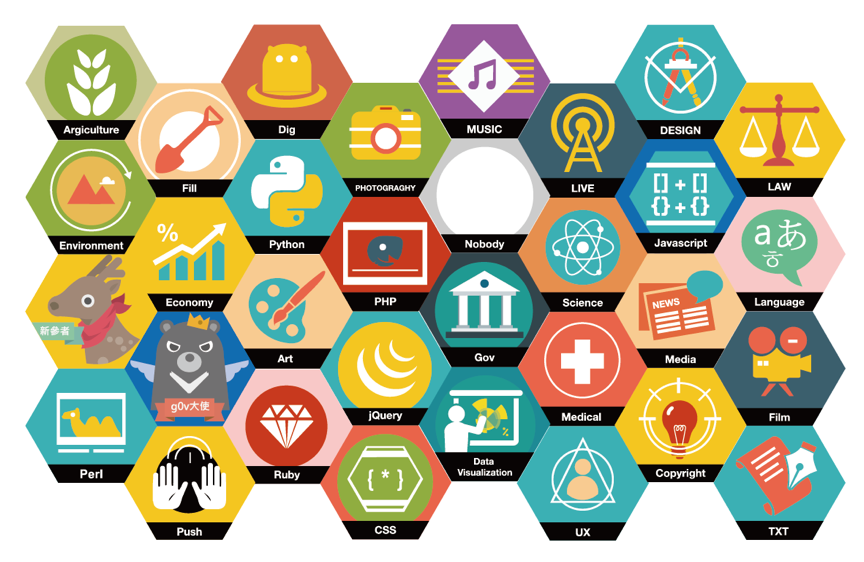 Argiculture
Dig
MUSIC
DESIGN
Fill
PHOTOGRAGHY
LIVE
LAW
Environment
Python
Nobody
[] + []
{} + {}
Javascript
%
Economy
PHP
Science
aあ
ㅎ
Language
新參者
Art
Gov
NEWS
Media
g0v大使
jQuery
Medical
Film
Perl
Ruby
%
Data
Visualization
Copyright
Push
{ * }
CSS
UX
TXT